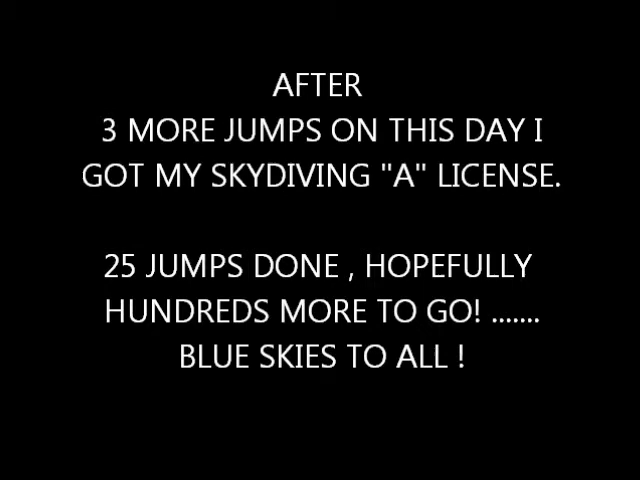 AFTER
3 MORE JUMPS ON THIS DAY I
GOT MY SKYDIVING "A" LICENSE.
25 JUMPS DONE , HOPEFULLY
HUNDREDS MORE TO GO! .......
BLUE SKIES TO ALL !